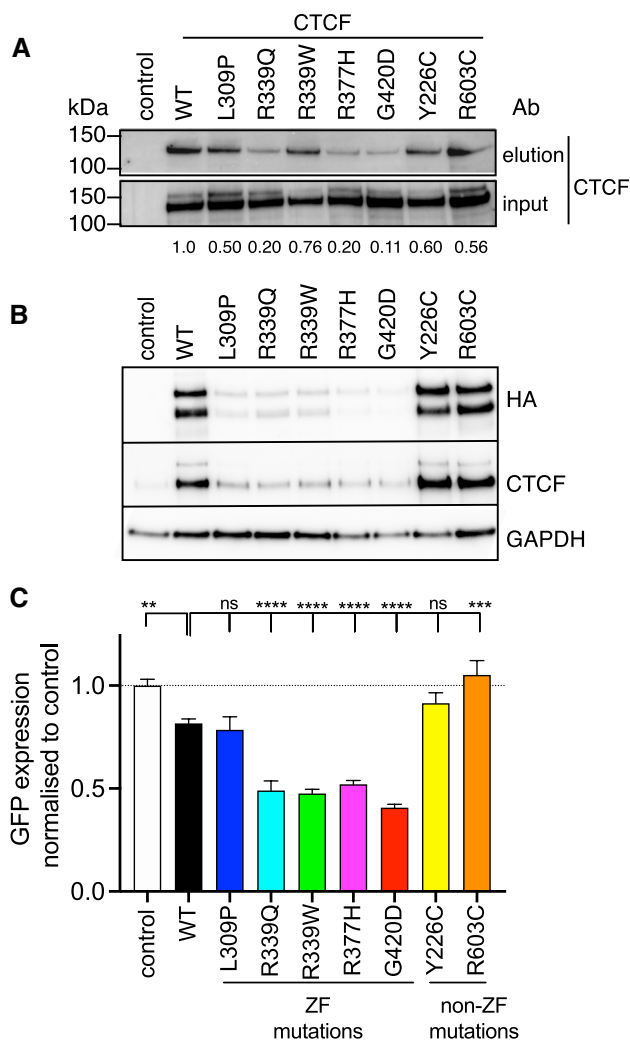 A
CTCF
control
WT
L309P
R339Q
R339W
R377H
G420D
Y226C
R603C
kDa
Ab
150
100
elution
150
100
input
CTCF
1.0 0.50 0.20 0.76 0.20 0.11 0.60 0.56
B
control
WT
L309P
R339Q
R339W
R377H
G420D
Y226C
R603C
HA
CTCF
GAPDH
C
** ns **** **** **** **** ns ***
GFP expression
normalised to control
1.0
0.5
0.0
control
WT
L309P
R339Q
R339W
R377H
G420D
Y226C
R603C
ZF
mutations
non-ZF
mutations